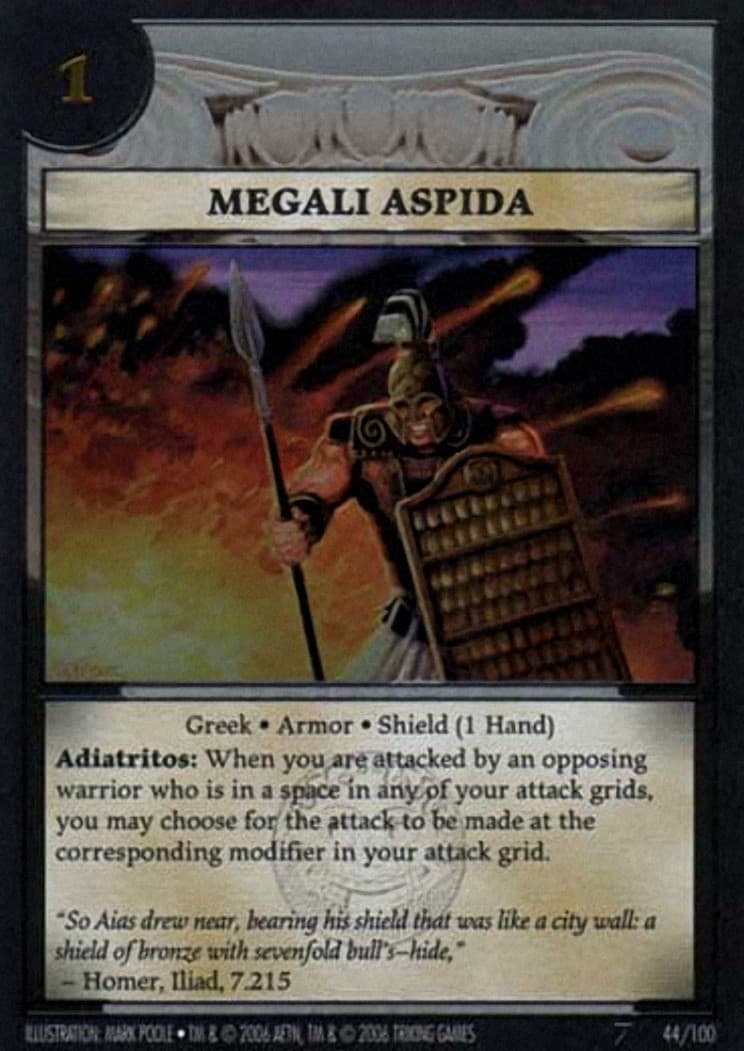 1
MEGALI ASPIDA
Greek • Armor • Shield (1 Hand)
Adiatritos: When you are attacked by an opposing
warrior who is in a space in any of your attack grids,
you may choose for the attack to be made at the
corresponding modifier in your attack grid.
"So Aias drew near, bearing his shield that was like a city wall: a
shield of bronze with sevenfold bull's–hide,"
– Homer, Iliad, 7.215
ILLUSTRATION: MARK POOLE • TM & © 2006 AETN, TM & © 2006 TRIKING GAMES
7 44/100